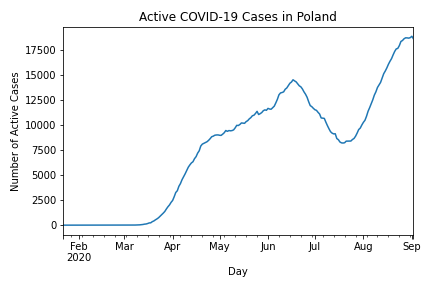 Active COVID-19 Cases in Poland
Number of Active Cases
17500
15000
12500
10000
7500
5000
2500
0
Feb Mar Apr May Jun Jul Aug Sep
2020
Day